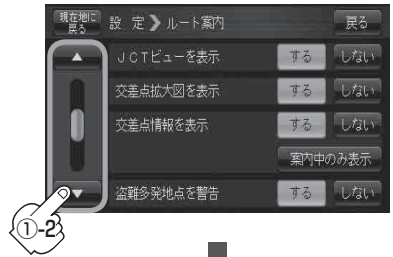 現在地に
戻る
設 定 ❯ ルート案内
戻る
▲
JCTビューを表示 する しない
交差点拡大図を表示 する しない
交差点情報を表示 する しない
案内中のみ表示
▼
盗難多発地点を警告 する しない
①-2